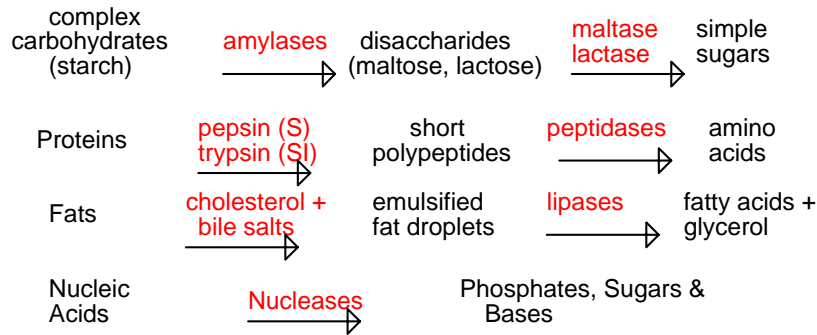 complex carbohydrates (starch)
amylases
disaccharides (maltose, lactose)
maltase lactase
simple sugars
Proteins
pepsin (S) trypsin (SI)
short polypeptides
peptidases
amino acids
Fats
cholesterol + bile salts
emulsified fat droplets
lipases
fatty acids + glycerol
Nucleic Acids
Nucleases
Phosphates, Sugars & Bases